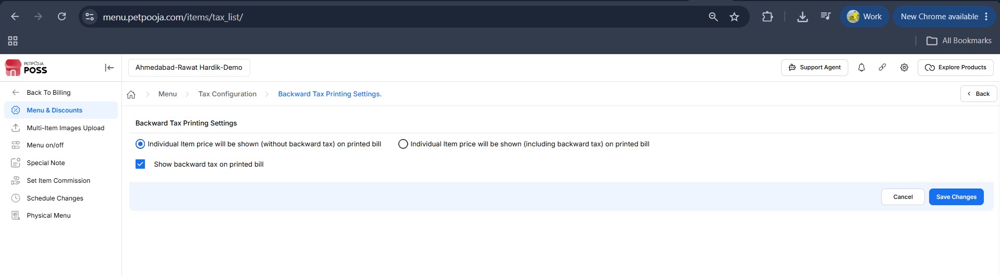 menu.petpooja.com/items/tax_list/
Work
New Chrome available
All Bookmarks
PETPOOJA
POSS
Ahmedabad-Rawat Hardik-Demo
Support Agent
Explore Products
Back To Billing
Menu
Tax Configuration
Backward Tax Printing Settings.
Back
Menu & Discounts
Multi-Item Images Upload
Menu on/off
Special Note
Set Item Commission
Schedule Changes
Physical Menu
Backward Tax Printing Settings
Individual Item price will be shown (without backward tax) on printed bill
Individual Item price will be shown (including backward tax) on printed bill
Show backward tax on printed bill
Cancel
Save Changes